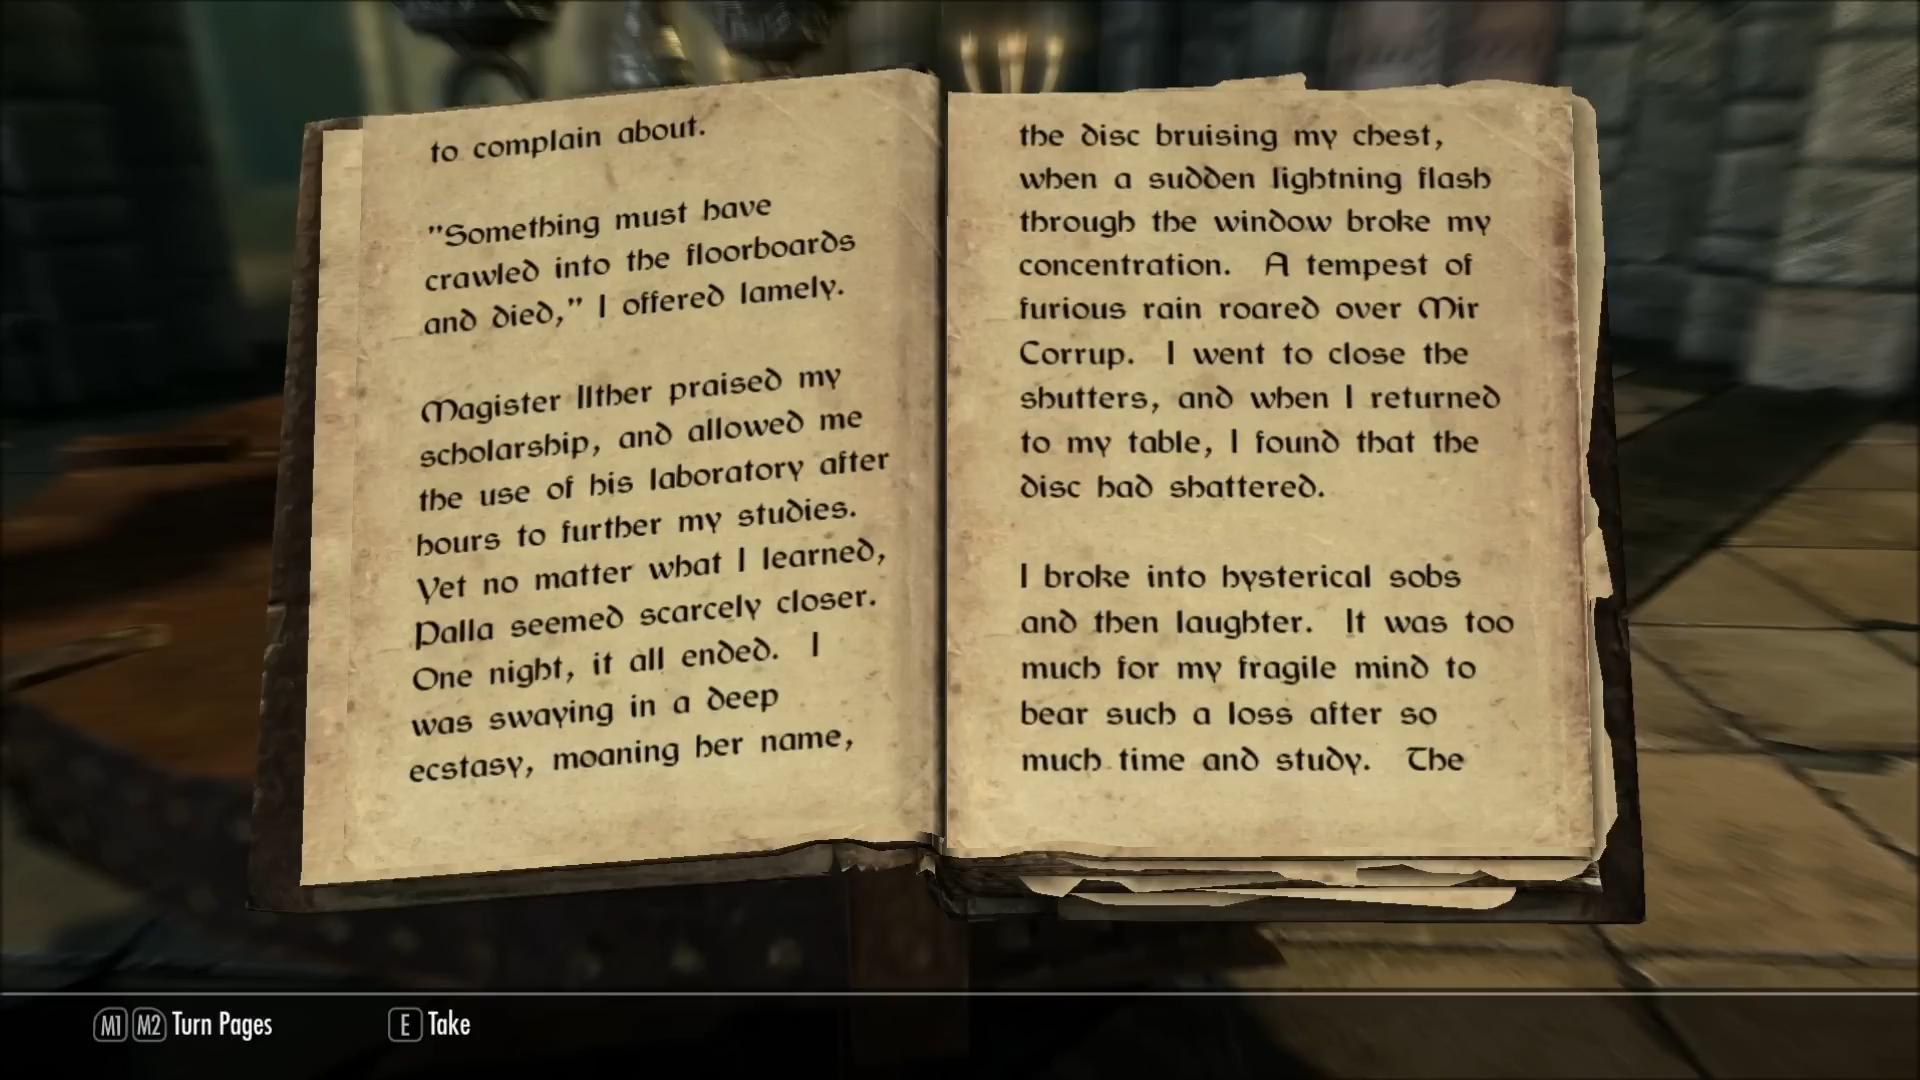 to complain about.
"Something must have
crawled into the floorboards
and died," I offered lamely.
Magister Ilther praised my
scholarship, and allowed me
the use of his laboratory after
hours to further my studies.
Yet no matter what I learned,
Palla seemed scarcely closer.
One night, it all ended.  I
was swaying in a deep
ecstasy, moaning her name,
the disc bruising my chest,
when a sudden lightning flash
through the window broke my
concentration.  A tempest of
furious rain roared over Mir
Corrup.  I went to close the
shutters, and when I returned
to my table, I found that the
disc had shattered.
I broke into hysterical sobs
and then laughter.  It was too
much for my fragile mind to
bear such a loss after so
much time and study.  The
M1 M2 Turn Pages
E Take